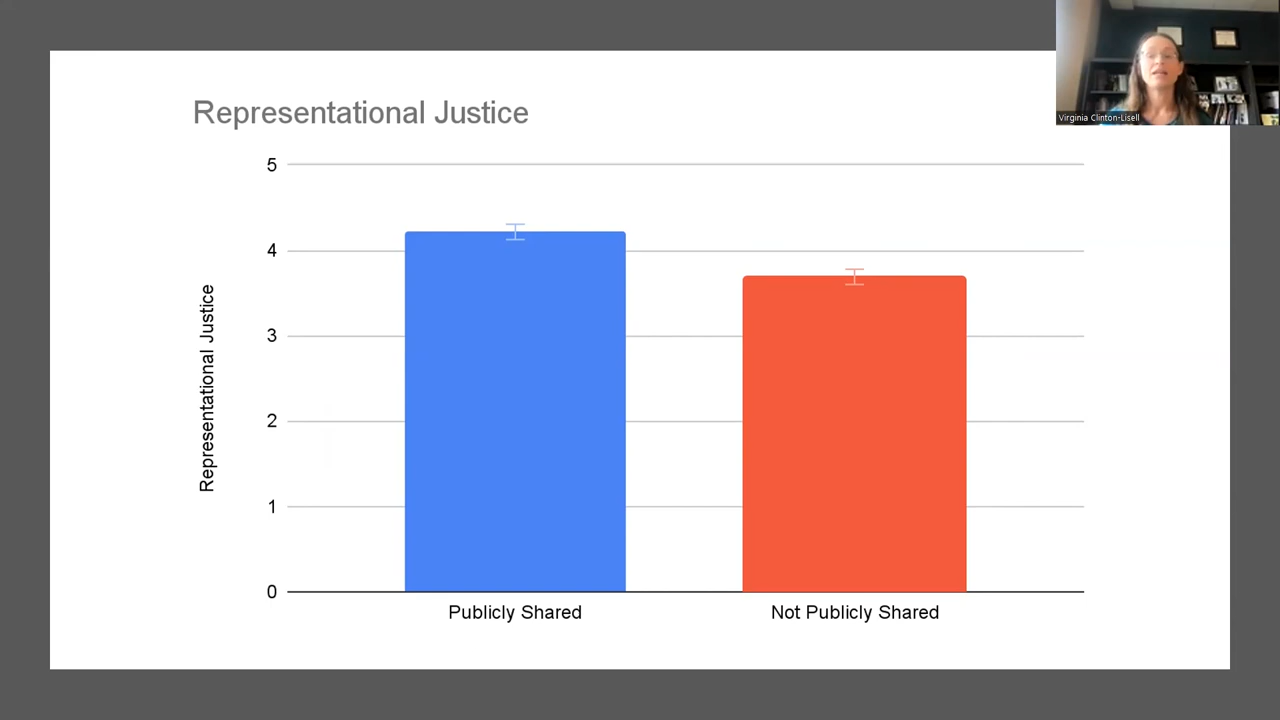 Representational Justice
Virginia Clinton-Lisell
5
4
3
2
1
0
Representational Justice
Publicly Shared
Not Publicly Shared